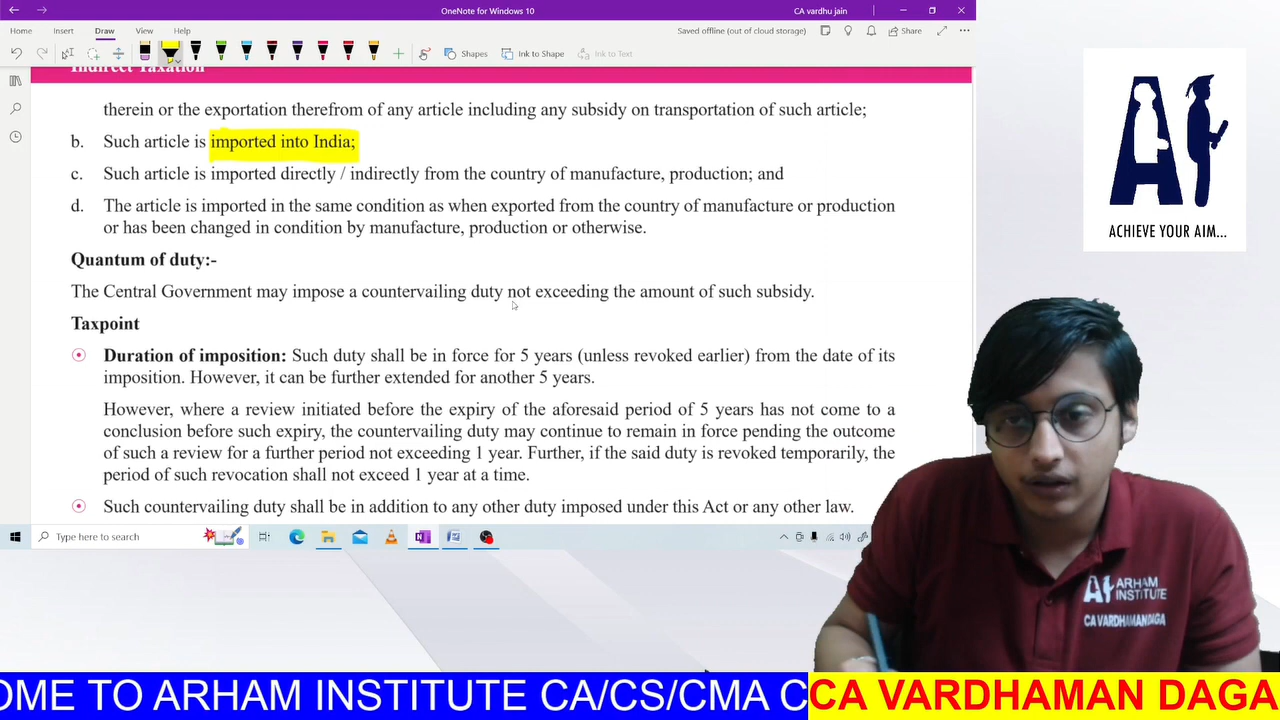 OneNote for Windows 10
CA vardhu jain
Home Insert Draw View Help
Saved offline (out of cloud storage)
Share
Shapes
Ink to Shape
Ink to Text
Indirect Taxation
therein or the exportation therefrom of any article including any subsidy on transportation of such article;
b. Such article is imported into India;
c. Such article is imported directly / indirectly from the country of manufacture, production; and
d. The article is imported in the same condition as when exported from the country of manufacture or production
or has been changed in condition by manufacture, production or otherwise.
Quantum of duty:-
The Central Government may impose a countervailing duty not exceeding the amount of such subsidy.
Taxpoint
Duration of imposition: Such duty shall be in force for 5 years (unless revoked earlier) from the date of its
imposition. However, it can be further extended for another 5 years.
However, where a review initiated before the expiry of the aforesaid period of 5 years has not come to a
conclusion before such expiry, the countervailing duty may continue to remain in force pending the outcome
of such a review for a further period not exceeding 1 year. Further, if the said duty is revoked temporarily, the
period of such revocation shall not exceed 1 year at a time.
Such countervailing duty shall be in addition to any other duty imposed under this Act or any other law.
Type here to search
ACHIEVE YOUR AIM...
ARHAM
INSTITUTE
CA VARDHAMAN DAGA
OME TO ARHAM INSTITUTE CA/CS/CMA C
CA VARDHAMAN DAGA